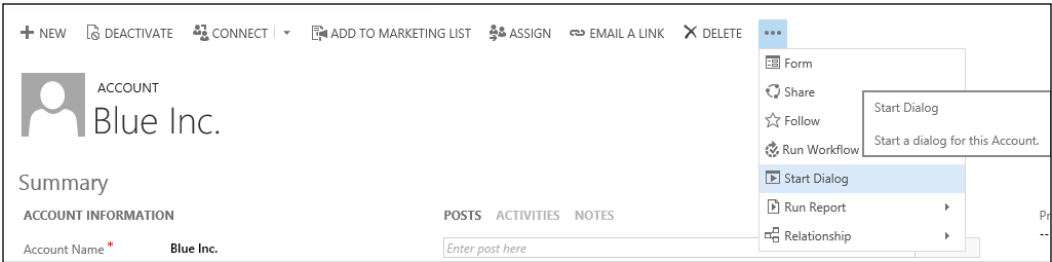 NEW DEACTIVATE CONNECT ADD TO MARKETING LIST ASSIGN EMAIL A LINK DELETE
Form
Share
Follow
Run Workflow
Start Dialog
Run Report
Relationship
Start Dialog
Start a dialog for this Account.
ACCOUNT
Blue Inc.
Summary
ACCOUNT INFORMATION
Account Name * Blue Inc.
POSTS ACTIVITIES NOTES
Enter post here
Pr
--